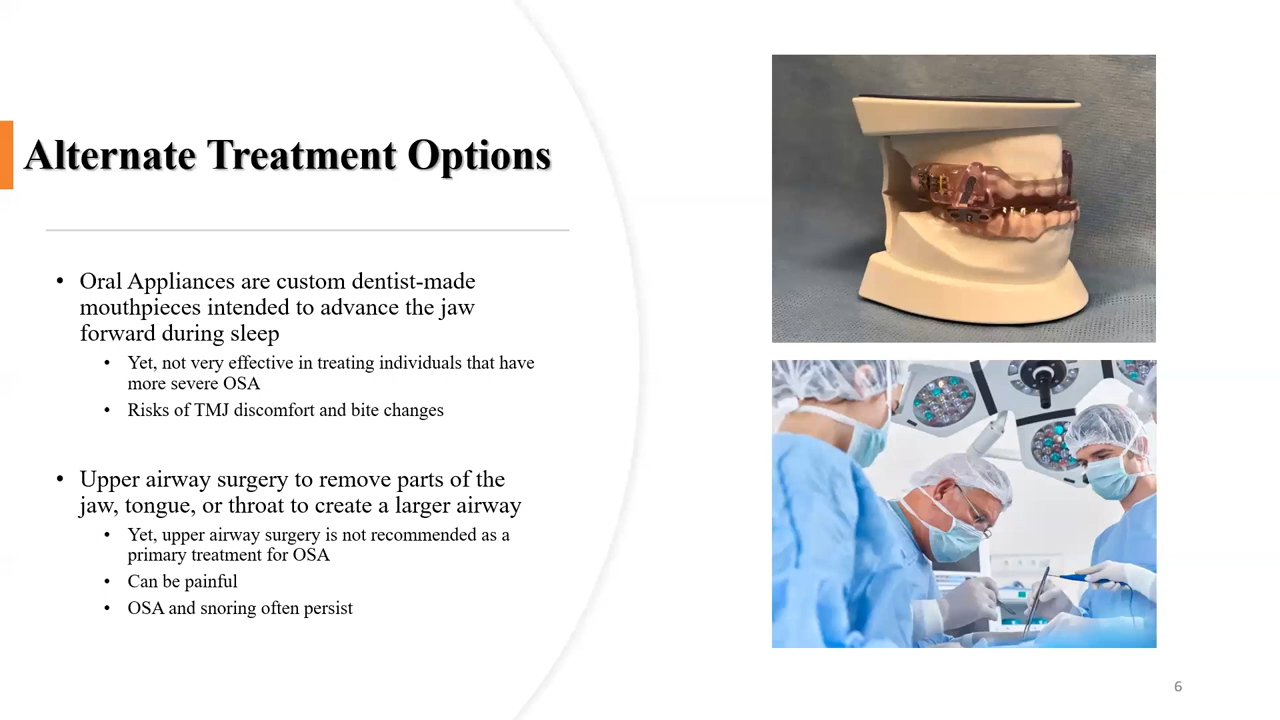 Alternate Treatment Options
• Oral Appliances are custom dentist-made
mouthpieces intended to advance the jaw
forward during sleep
• Yet, not very effective in treating individuals that have
more severe OSA
• Risks of TMJ discomfort and bite changes
• Upper airway surgery to remove parts of the
jaw, tongue, or throat to create a larger airway
• Yet, upper airway surgery is not recommended as a
primary treatment for OSA
• Can be painful
• OSA and snoring often persist
6